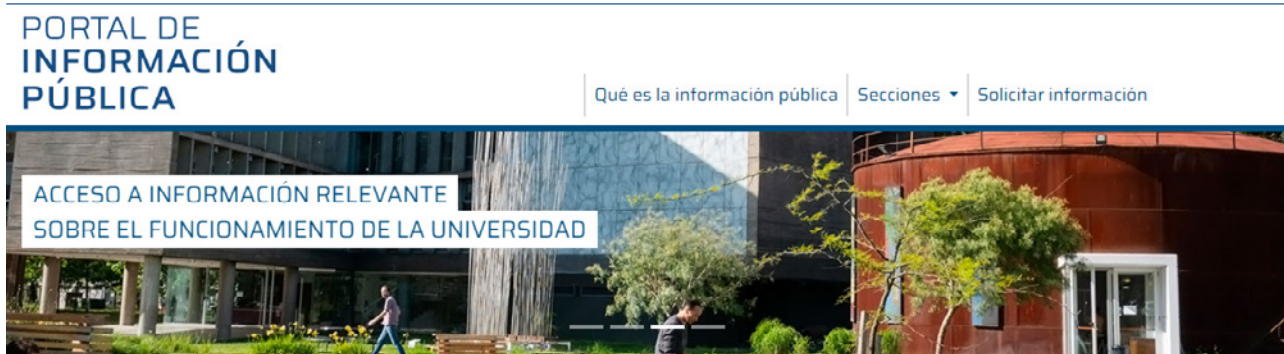 PORTAL DE
INFORMACIÓN
PÚBLICA
Qué es la información pública
Secciones
Solicitar información
ACCESO A INFORMACIÓN RELEVANTE
SOBRE EL FUNCIONAMIENTO DE LA UNIVERSIDAD